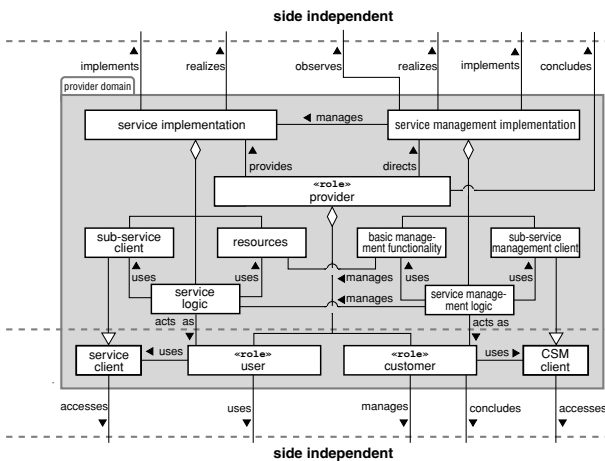 side independent
implements
realizes
observes
realizes
implements
concludes
provider domain
service implementation
manages
service management implementation
provides
directs
«role»
provider
sub-service
client
resources
basic manage-
ment functionality
sub-service
management client
uses
uses
manages
uses
uses
service
logic
manages
service manage-
ment logic
acts as
acts as
service
client
uses
«role»
user
«role»
customer
uses
CSM
client
accesses
uses
manages
concludes
accesses
side independent